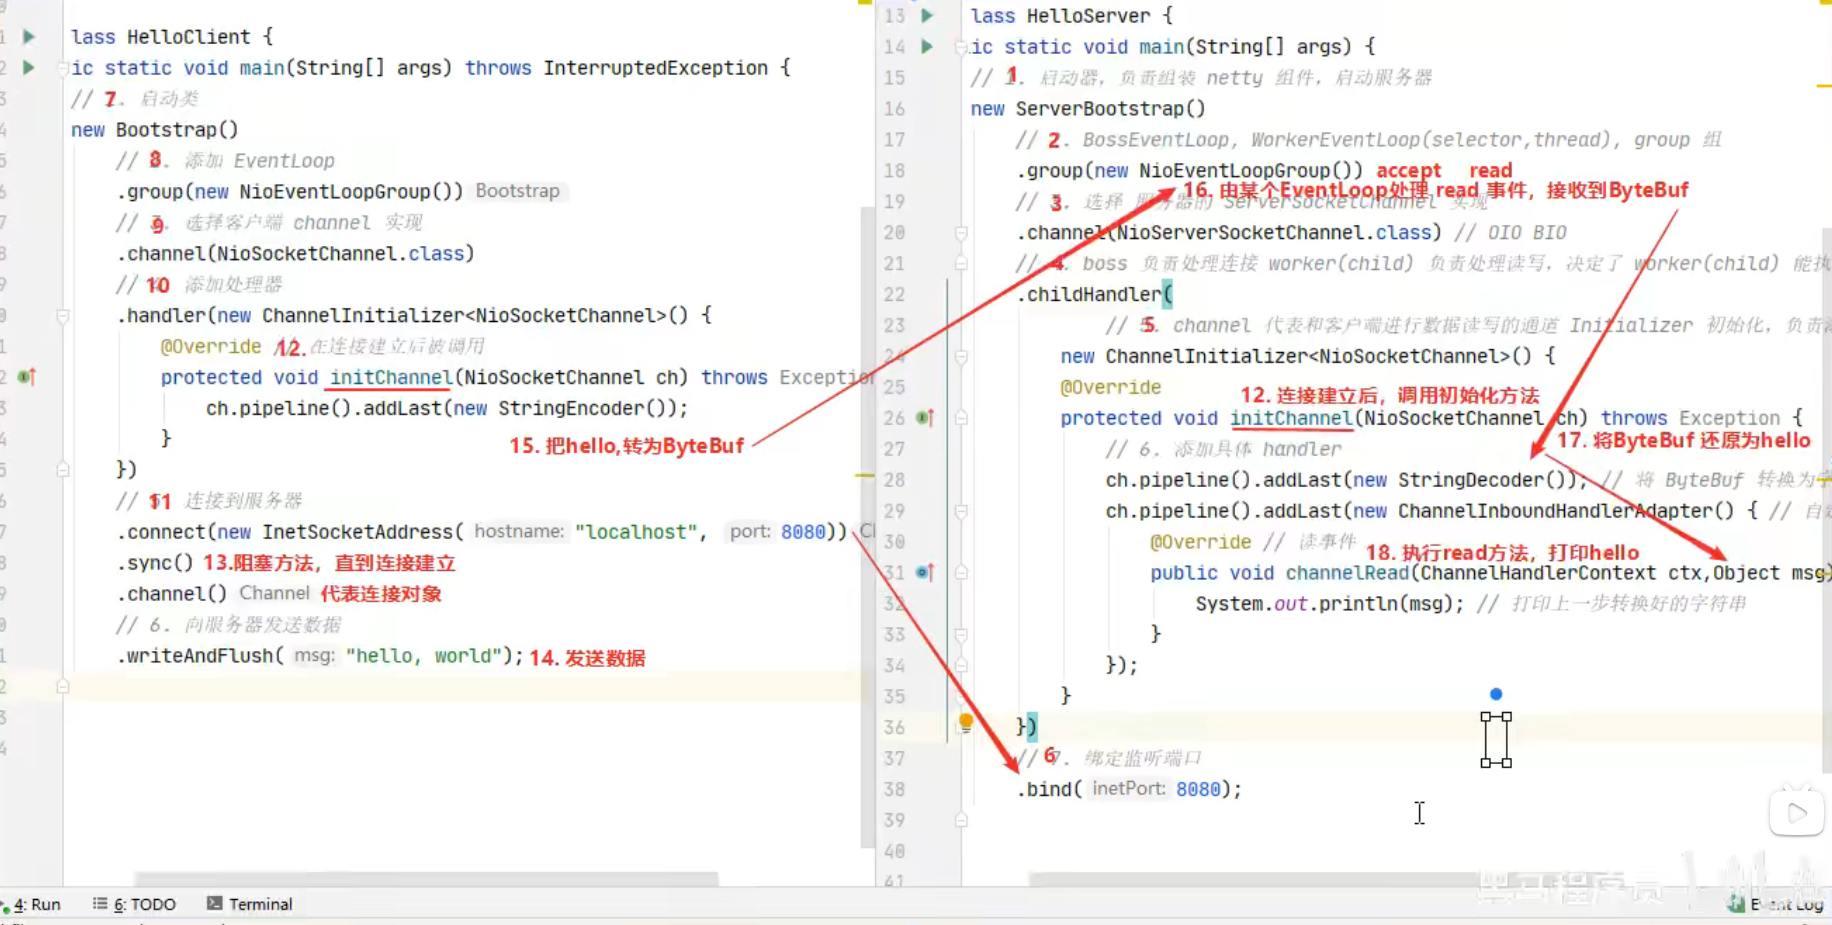 lass HelloClient {
ic static void main(String[] args) throws InterruptedException {
// 7. 启动类
new Bootstrap()
// 8. 添加 EventLoop
.group(new NioEventLoopGroup()) Bootstrap
// 9. 选择客户端 channel 实现
.channel(NioSocketChannel.class)
// 10 添加处理器
.handler(new ChannelInitializer<NioSocketChannel>() {
@Override // 12. 在连接建立后被调用
protected void initChannel(NioSocketChannel ch) throws Exception
ch.pipeline().addLast(new StringEncoder());
}
15. 把hello,转为ByteBuf
})
// 11 连接到服务器
.connect(new InetSocketAddress( hostname: "localhost", port: 8080))
.sync() 13.阻塞方法，直到连接建立
.channel() Channel 代表连接对象
// 6. 向服务器发送数据
.writeAndFlush( msg: "hello, world"); 14. 发送数据
13 lass HelloServer {
14 ic static void main(String[] args) {
15 // 1. 启动器，负责组装 netty 组件，启动服务器
16 new ServerBootstrap()
17 // 2. BossEventLoop, WorkerEventLoop(selector,thread), group 组
18 .group(new NioEventLoopGroup()) accept read
16. 由某个EventLoop处理 read 事件，接收到ByteBuf
19 // 3. 选择 服务器的 ServerSocketChannel 实现
20 .channel(NioServerSocketChannel.class) // OIO BIO
21 // 4. boss 负责处理连接 worker(child) 负责处理读写，决定了 worker(child) 能执
22 .childHandler(
23 // 5. channel 代表和客户端进行数据读写的通道 Initializer 初始化，负责
24 new ChannelInitializer<NioSocketChannel>() {
25 @Override
12. 连接建立后，调用初始化方法
26 protected void initChannel(NioSocketChannel ch) throws Exception {
27 // 6. 添加具体 handler
17. 将ByteBuf 还原为hello
28 ch.pipeline().addLast(new StringDecoder()); // 将 ByteBuf 转换为字
29 ch.pipeline().addLast(new ChannelInboundHandlerAdapter() { // 自定
30 @Override // 读事件
18. 执行read方法，打印hello
31 public void channelRead(ChannelHandlerContext ctx,Object msg)
32 System.out.println(msg); // 打印上一步转换好的字符串
33 }
34 });
35 }
36 })
37 // 6 绑定监听端口
38 .bind( inetPort: 8080);
39
40
41
4: Run 6: TODO Terminal
黑马程序员
Event Log